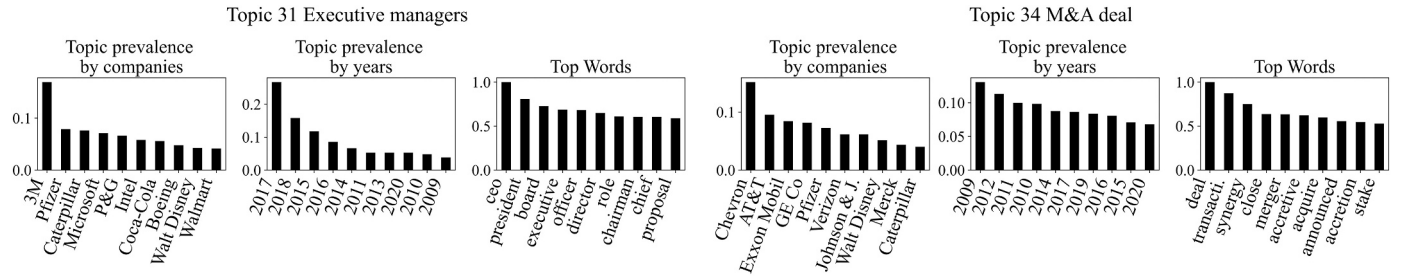 Topic 31 Executive managers
Topic prevalence
by companies
0.1
0.0
3M
Pfizer
Caterpillar
Microsoft
P&G
Intel
Coca-Cola
Boeing
Walt Disney
Walmart
Topic prevalence
by years
0.2
0.1
0.0
2017
2018
2015
2016
2014
2011
2013
2020
2010
2009
Top Words
1.0
0.5
0.0
ceo
president
board
executive
officer
director
role
chairman
chief
proposal
Topic 34 M&A deal
Topic prevalence
by companies
0.1
0.0
Chevron
AT&T
Exxon Mobil
GE Co
Pfizer
Verizon
Johnson & J.
Walt Disney
Merck
Caterpillar
Topic prevalence
by years
0.10
0.05
0.00
2009
2012
2011
2010
2014
2017
2019
2016
2015
2020
Top Words
1.0
0.5
0.0
deal
transacti.
synergy
close
merger
accretive
acquire
announced
accretion
stake